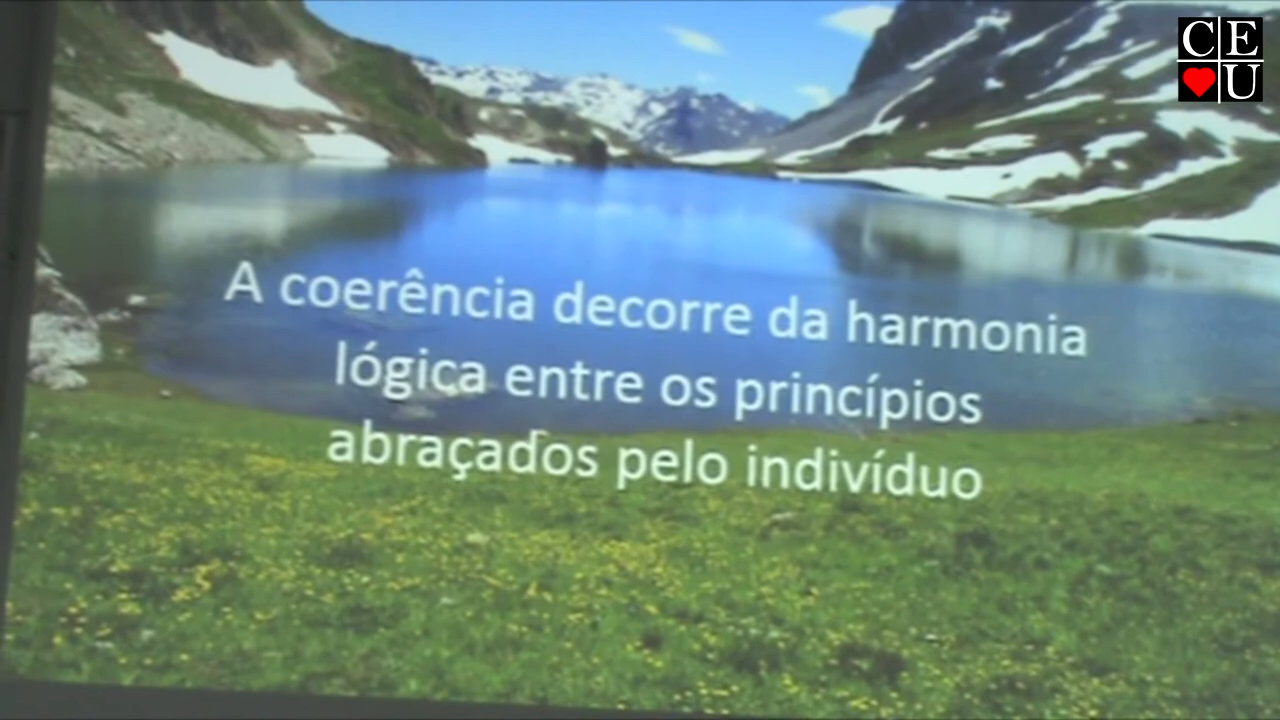 CE
U
A coerência decorre da harmonia
lógica entre os princípios
abraçados pelo indivíduo